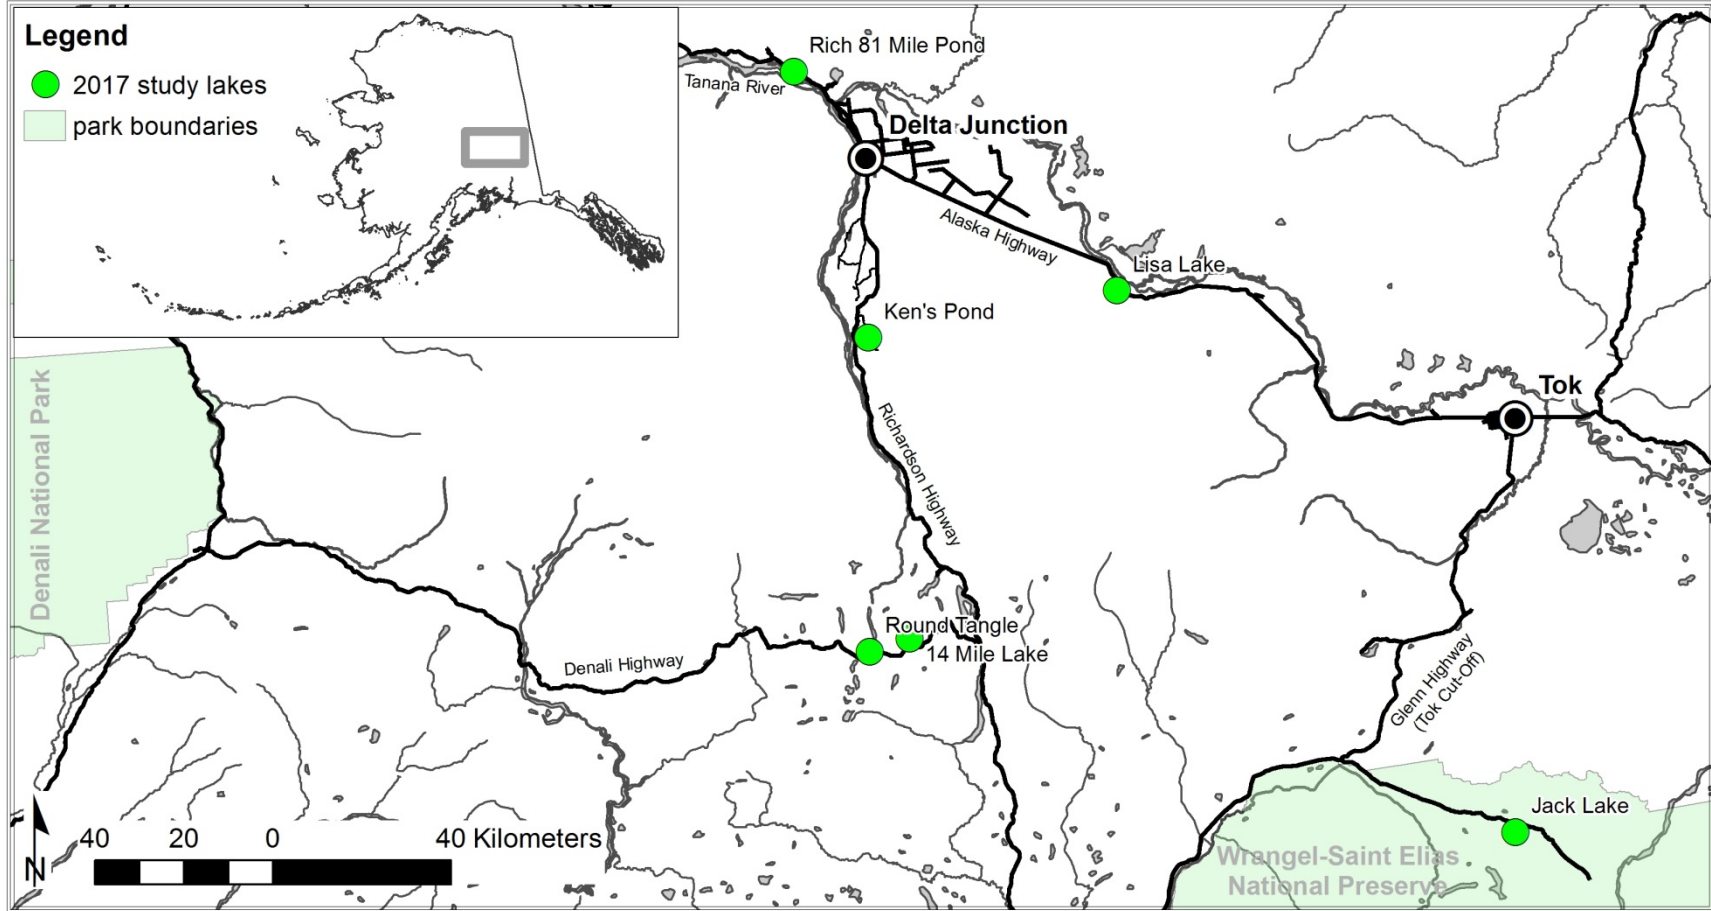 Legend
2017 study lakes
park boundaries
Rich 81 Mile Pond
Tanana River
Delta Junction
Alaska Highway
Lisa Lake
Ken's Pond
Tok
Denali National Park
Richardson Highway
Round Tangle
14 Mile Lake
Denali Highway
Glenn Highway
(Tok Cut-Off)
Jack Lake
Wrangel-Saint Elias
National Preserve
40 20 0 40 Kilometers
N